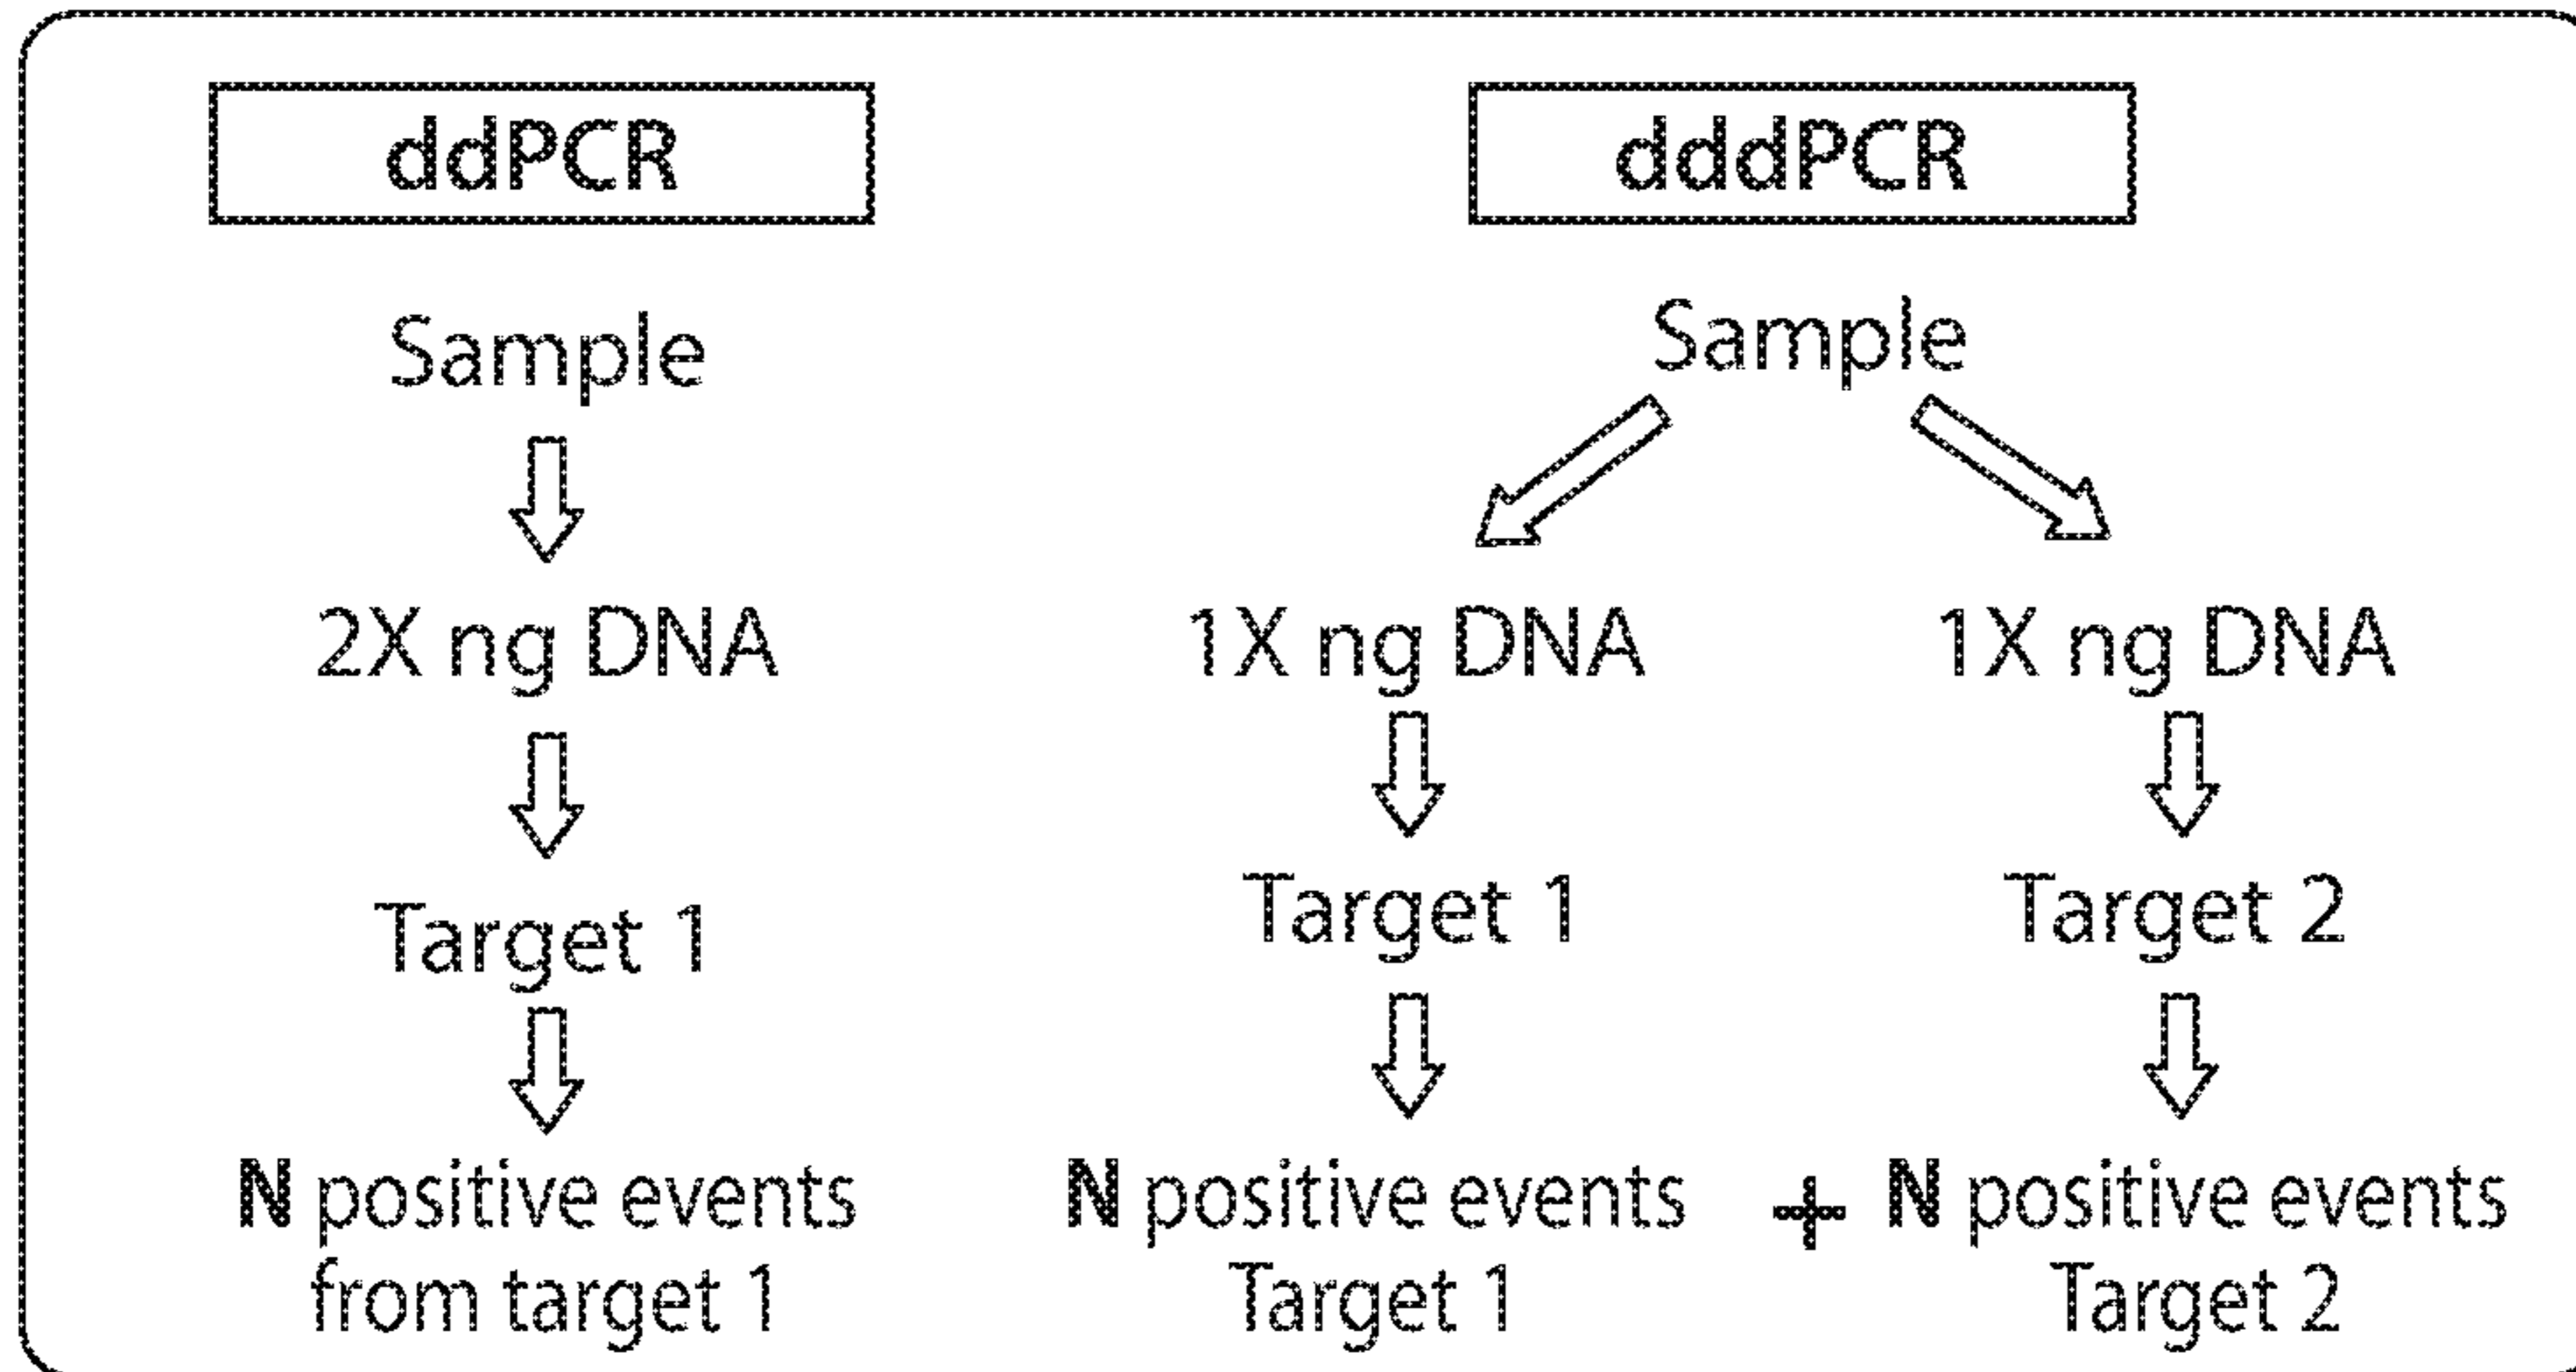 ddPCR
Sample
2X ng DNA
Target 1
N positive events
from target 1
dddPCR
Sample
1X ng DNA
1X ng DNA
Target 1
Target 2
N positive events
Target 1
+
N positive events
Target 2